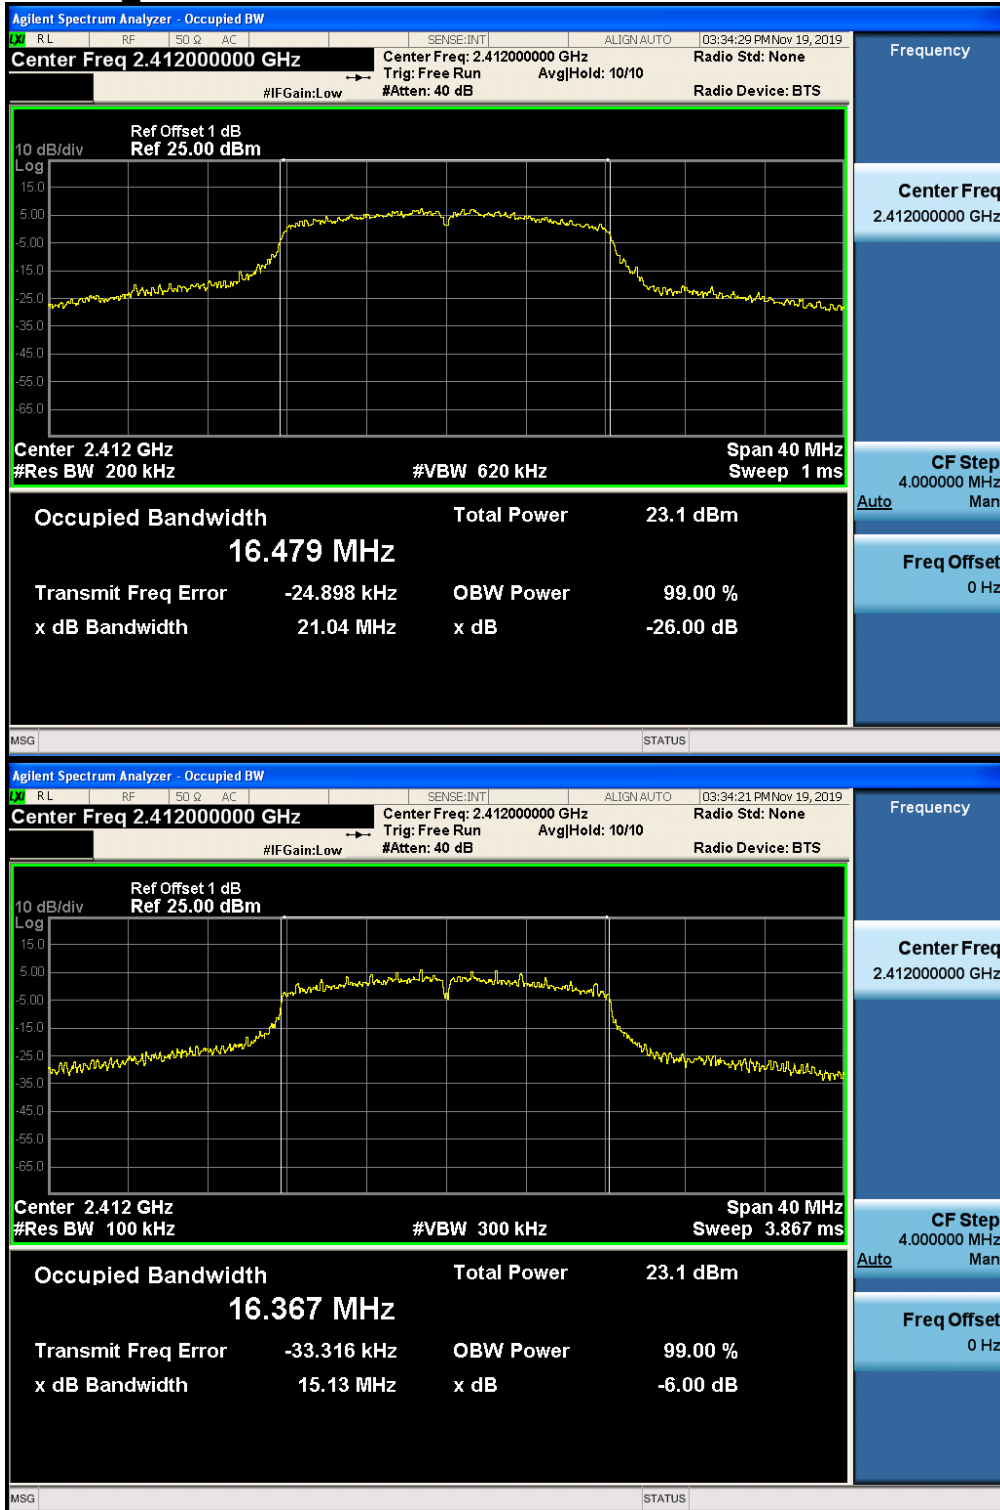 Agilent Spectrum Analyzer - Occupied BW
LXI RL RF 50 Ω AC SENSE:INT ALIGN AUTO 03:34:29 PM Nov 19, 2019
Center Freq 2.412000000 GHz
Center Freq: 2.412000000 GHz
Radio Std: None
Trig: Free Run Avg|Hold: 10/10
#IFGain:Low #Atten: 40 dB
Radio Device: BTS
Frequency
Ref Offset 1 dB
10 dB/div Ref 25.00 dBm
Log
15.0
5.00
-5.00
-15.0
-25.0
-35.0
-45.0
-55.0
-65.0
Center 2.412 GHz Span 40 MHz
#Res BW 200 kHz #VBW 620 kHz Sweep 1 ms
Center Freq
2.412000000 GHz
CF Step
4.000000 MHz
Auto Man
Freq Offset
0 Hz
Occupied Bandwidth Total Power 23.1 dBm
16.479 MHz
Transmit Freq Error -24.898 kHz OBW Power 99.00 %
x dB Bandwidth 21.04 MHz x dB -26.00 dB
MSG STATUS
Agilent Spectrum Analyzer - Occupied BW
LXI RL RF 50 Ω AC SENSE:INT ALIGN AUTO 03:34:21 PM Nov 19, 2019
Center Freq 2.412000000 GHz
Center Freq: 2.412000000 GHz
Radio Std: None
Trig: Free Run Avg|Hold: 10/10
#IFGain:Low #Atten: 40 dB
Radio Device: BTS
Frequency
Ref Offset 1 dB
10 dB/div Ref 25.00 dBm
Log
15.0
5.00
-5.00
-15.0
-25.0
-35.0
-45.0
-55.0
-65.0
Center 2.412 GHz Span 40 MHz
#Res BW 100 kHz #VBW 300 kHz Sweep 3.867 ms
Center Freq
2.412000000 GHz
CF Step
4.000000 MHz
Auto Man
Freq Offset
0 Hz
Occupied Bandwidth Total Power 23.1 dBm
16.367 MHz
Transmit Freq Error -33.316 kHz OBW Power 99.00 %
x dB Bandwidth 15.13 MHz x dB -6.00 dB
MSG STATUS